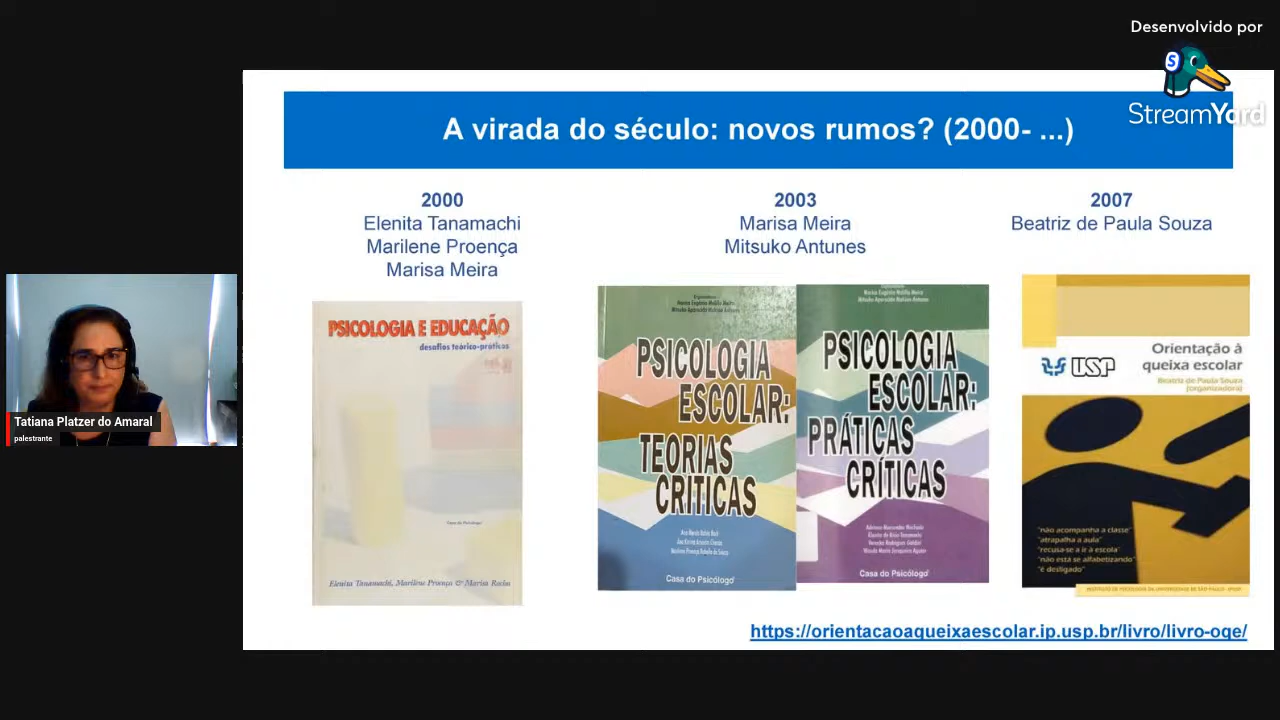 Desenvolvido por
StreamYard
A virada do século: novos rumos? (2000- ...)
2000
Elenita Tanamachi
Marilene Proença
Marisa Meira
2003
Marisa Meira
Mitsuko Antunes
2007
Beatriz de Paula Souza
PSICOLOGIA E EDUCAÇÃO
desafios teórico-práticos
Casa do Psicólogo
Elenita Tanamachi, Marilene Proença & Marisa Rocha
PSICOLOGIA
ESCOLAR:
TEORIAS
CRÍTICAS
Casa do Psicólogo
PSICOLOGIA
ESCOLAR:
PRÁTICAS
CRÍTICAS
Casa do Psicólogo
USP
Orientação à
queixa escolar
Beatriz de Paula Souza
(organizadora)
"não acompanha a classe"
"atrapalha a aula"
"recusa-se a ir à escola"
"não está se alfabetizando"
"é desligado"
https://orientacaoaqueixaescolar.ip.usp.br/livro/livro-oqe/
Tatiana Platzer do Amaral
palestrante